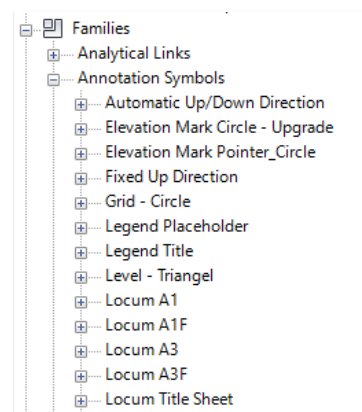 Families
Analytical Links
Annotation Symbols
Automatic Up/Down Direction
Elevation Mark Circle - Upgrade
Elevation Mark Pointer_Circle
Fixed Up Direction
Grid - Circle
Legend Placeholder
Legend Title
Level - Triangel
Locum A1
Locum A1F
Locum A3
Locum A3F
Locum Title Sheet